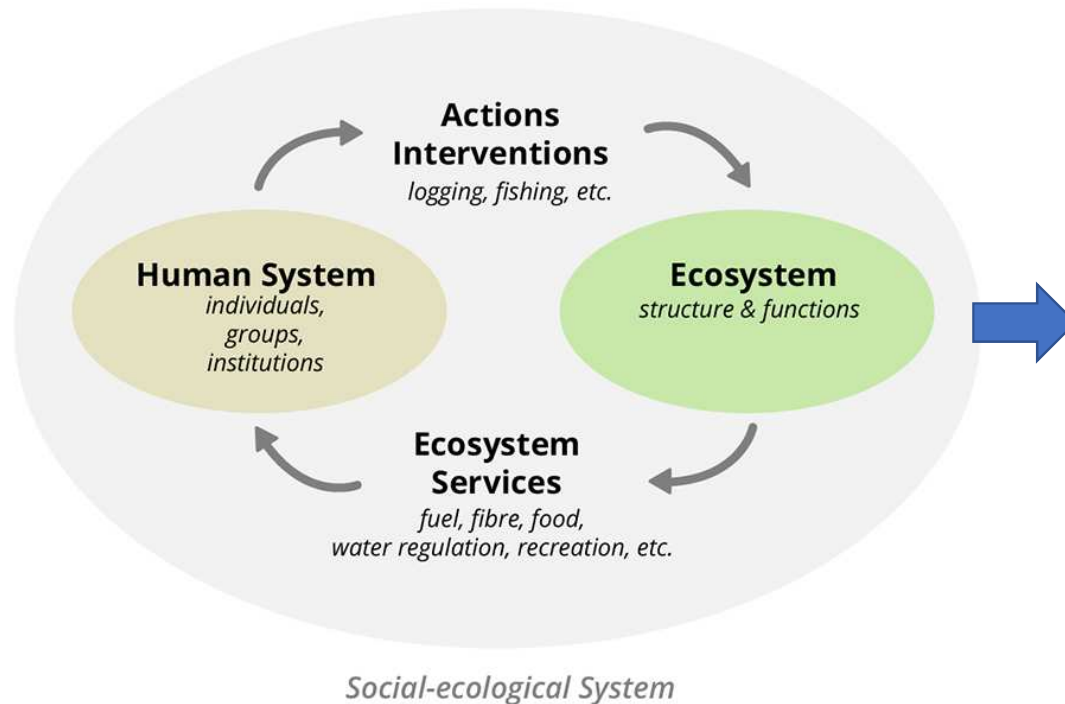 Actions
Interventions
logging, fishing, etc.
Human System
individuals,
groups,
institutions
Ecosystem
structure & functions
Ecosystem
Services
fuel, fibre, food,
water regulation, recreation, etc.
Social-ecological System